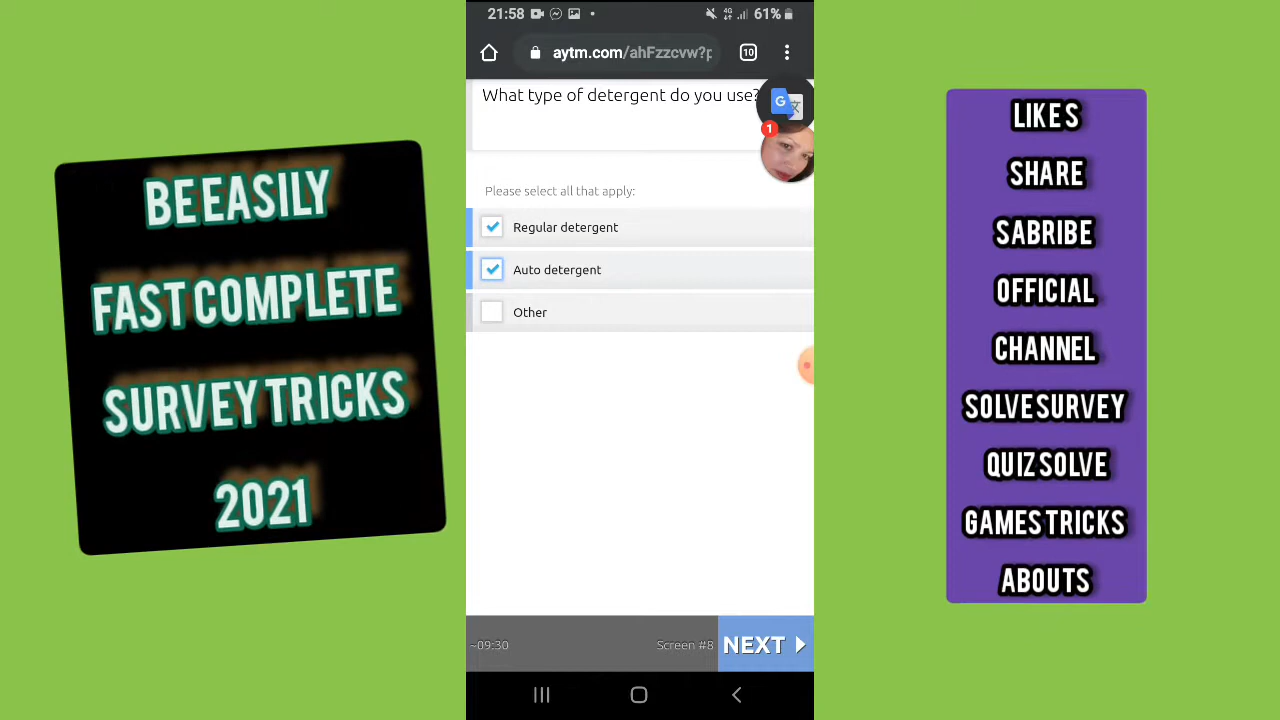 BE EASILY
FAST COMPLETE
SURVEY TRICKS
2021
21:58
4G
61%
aytm.com/ahFzzcvw?p
10
What type of detergent do you use?
G
1
Please select all that apply:
Regular detergent
Auto detergent
Other
~09:30
Screen #8
NEXT
LIKES
SHARE
SABRIBE
OFFICIAL
CHANNEL
SOLVE SURVEY
QUIZ SOLVE
GAMES TRICKS
ABOUTS